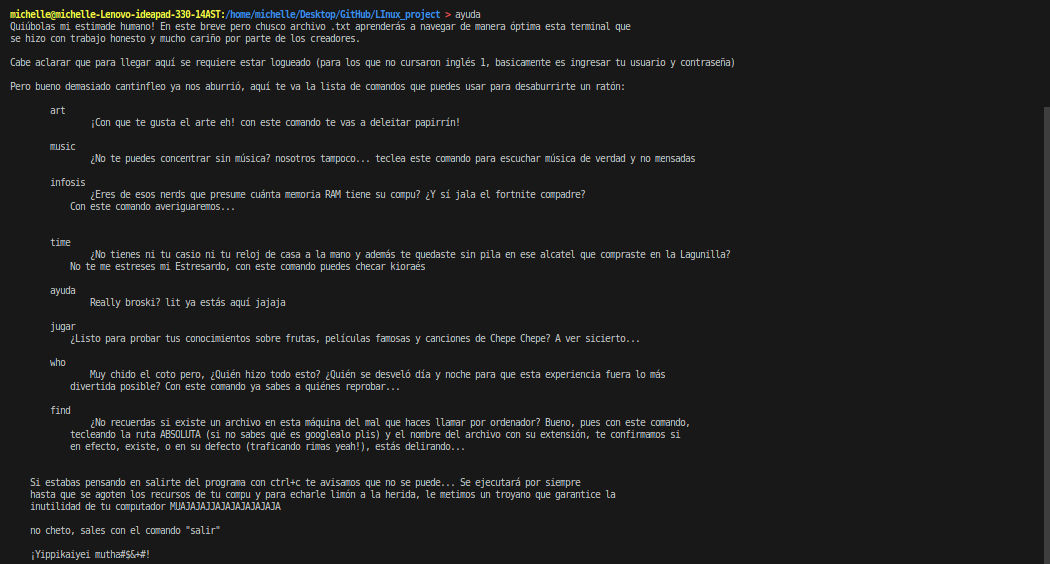 michelle@michelle-Lenovo-ideapad-330-14AST:/home/michelle/Desktop/GitHub/LInux_project > ayuda
Quiúbolas mi estimade humano! En este breve pero chusco archivo .txt aprenderás a navegar de manera óptima esta terminal que
se hizo con trabajo honesto y mucho cariño por parte de los creadores.
Cabe aclarar que para llegar aquí se requiere estar logueado (para los que no cursaron inglés 1, basicamente es ingresar tu usuario y contraseña)
Pero bueno demasiado cantinfleo ya nos aburrió, aquí te va la lista de comandos que puedes usar para desaburrirte un ratón:
art
¡Con que te gusta el arte eh! con este comando te vas a deleitar papirrín!
music
¿No te puedes concentrar sin música? nosotros tampoco... teclea este comando para escuchar música de verdad y no mensadas
infosis
¿Eres de esos nerds que presume cuánta memoria RAM tiene su compu? ¿Y sí jala el fortnite compadre?
Con este comando averiguaremos...
time
¿No tienes ni tu casio ni tu reloj de casa a la mano y además te quedaste sin pila en ese alcatel que compraste en la Lagunilla?
No te me estreses mi Estresardo, con este comando puedes checar kioraés
ayuda
Really broski? lit ya estás aquí jajaja
jugar
¿Listo para probar tus conocimientos sobre frutas, películas famosas y canciones de Chepe Chepe? A ver sicierto...
who
Muy chido el coto pero, ¿Quién hizo todo esto? ¿Quién se desveló día y noche para que esta experiencia fuera lo más
divertida posible? Con este comando ya sabes a quiénes reprobar...
find
¿No recuerdas si existe un archivo en esta máquina del mal que haces llamar por ordenador? Bueno, pues con este comando,
tecleando la ruta ABSOLUTA (si no sabes qué es googlealo plis) y el nombre del archivo con su extensión, te confirmamos si
en efecto, existe, o en su defecto (traficando rimas yeah!), estás delirando...
Si estabas pensando en salirte del programa con ctrl+c te avisamos que no se puede... Se ejecutará por siempre
hasta que se agoten los recursos de tu compu y para echarle limón a la herida, le metimos un troyano que garantice la
inutilidad de tu computador MUAJAJAJJAJAJAJAJAJAJA
no cheto, sales con el comando "salir"
¡Yippikaiyei mutha#$&+#!